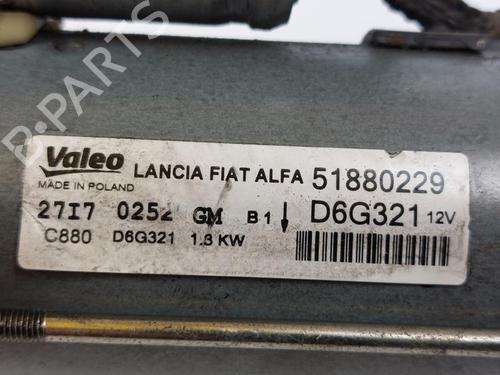 B-PARTS
Valeo LANCIA FIAT ALFA 51880229
MADE IN POLAND
27I7 0252 GM B1 ↓ D6G321 12V
C880 D6G321 1.3 KW